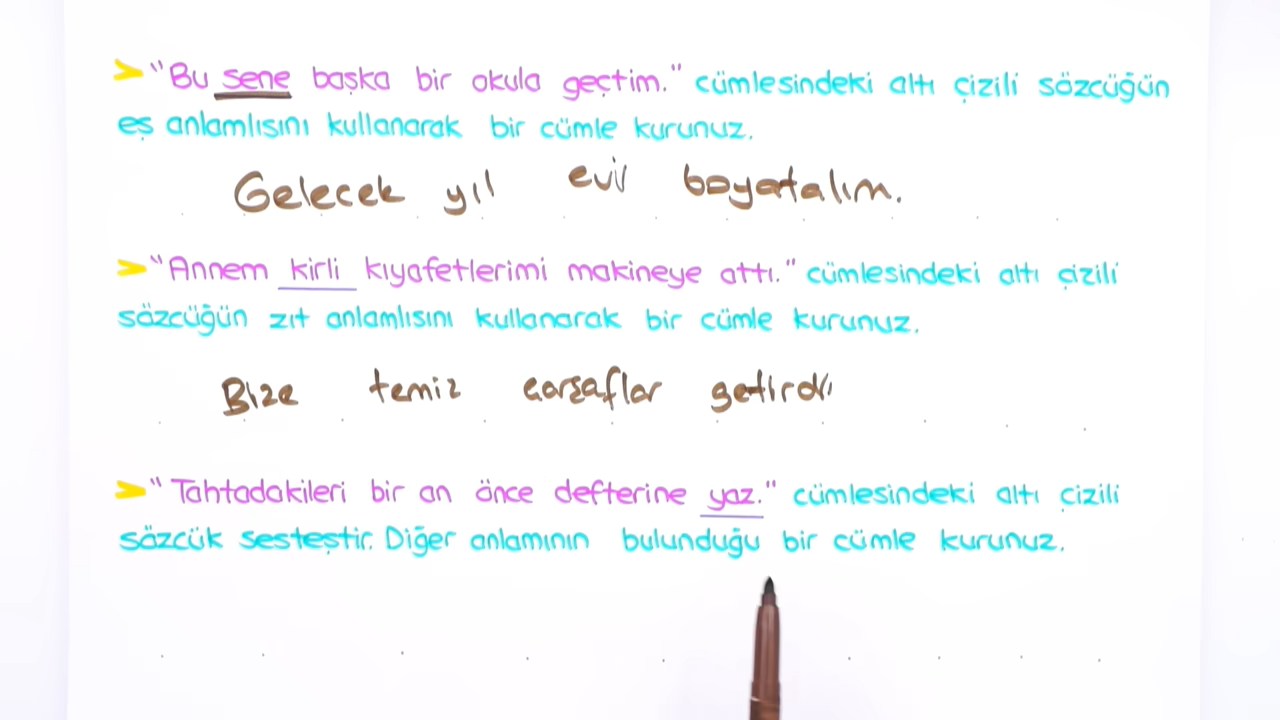 > "Bu sene başka bir okula geçtim." cümlesindeki altı çizili sözcüğün
eş anlamlısını kullanarak bir cümle kurunuz.
Gelecek yıl evi boyatalım.
> "Annem kirli kıyafetlerimi makineye attı." cümlesindeki altı çizili
sözcüğün zıt anlamlısını kullanarak bir cümle kurunuz.
Bize temiz çarşaflar getirdi
> "Tahtadakileri bir an önce defterine yaz." cümlesindeki altı çizili
sözcük sesteştir. Diğer anlamının bulunduğu bir cümle kurunuz.